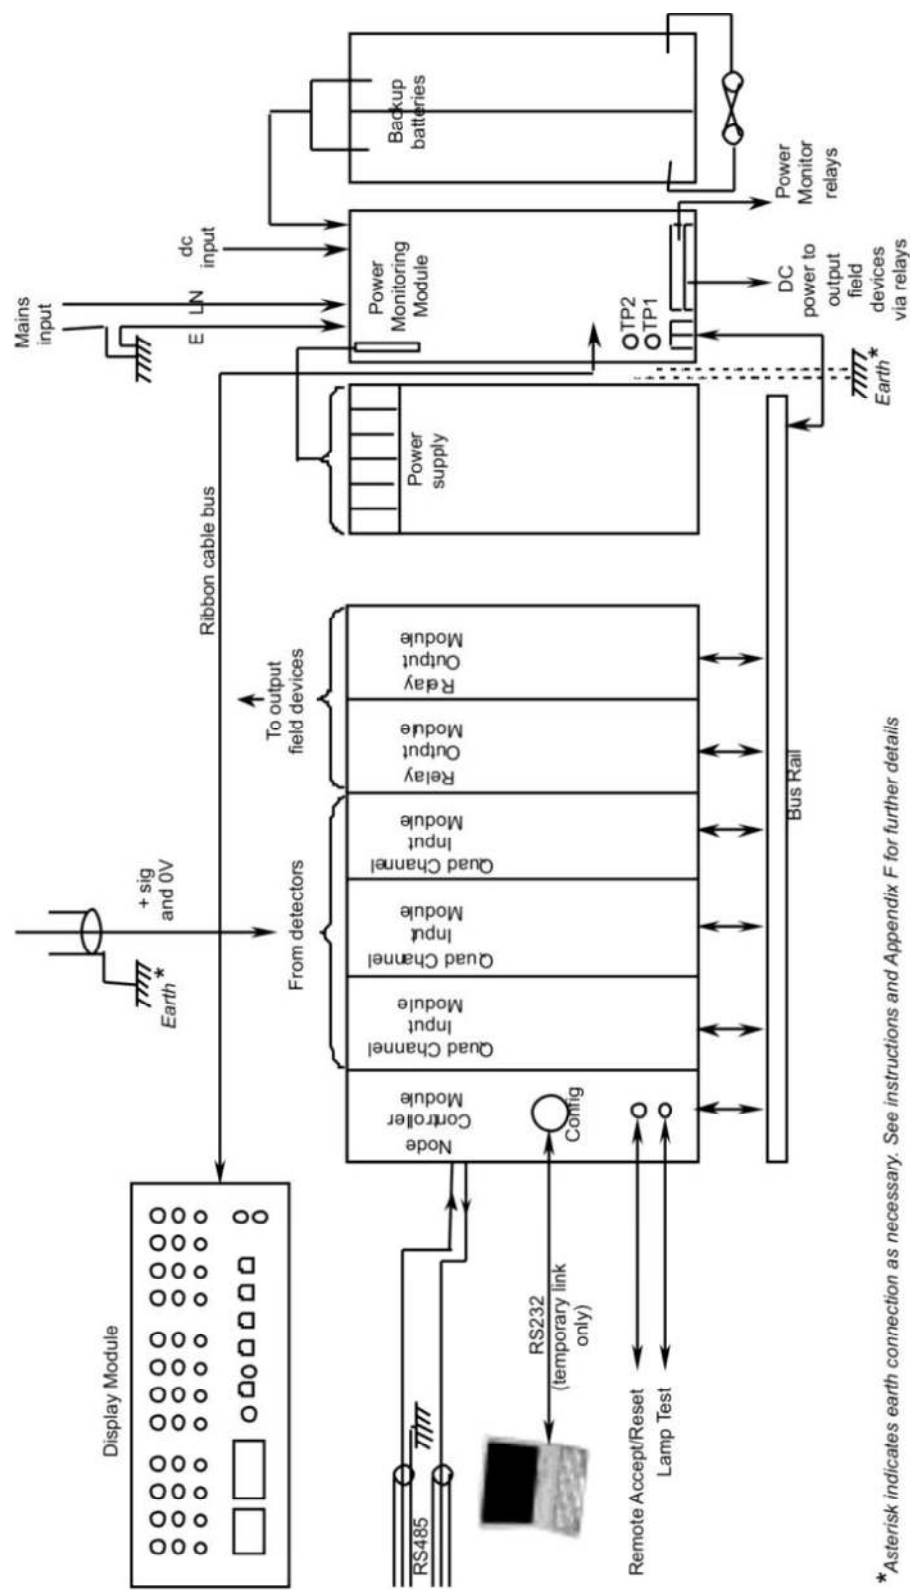 Display Module
RS485
RS232
(temporary link
only)
Remote Accept/Reset
Lamp Test
Earth*
+ sig
and 0V
From detectors
To output
field devices
Ribbon cable bus
Node
Controller
Module
Config
Quad Channel
Input
Module
Quad Channel
Input
Module
Quad Channel
Input
Module
Relay
Output
Module
Relay
Output
Module
Bus Rail
Power
supply
Mains
input
E
LN
dc
input
Power
Monitoring
Module
TP2
TP1
Earth*
DC
power to
output
field
devices
via relays
Power
Monitor
relays
Backup
batteries
*Asterisk indicates earth connection as necessary. See instructions and Appendix F for further details